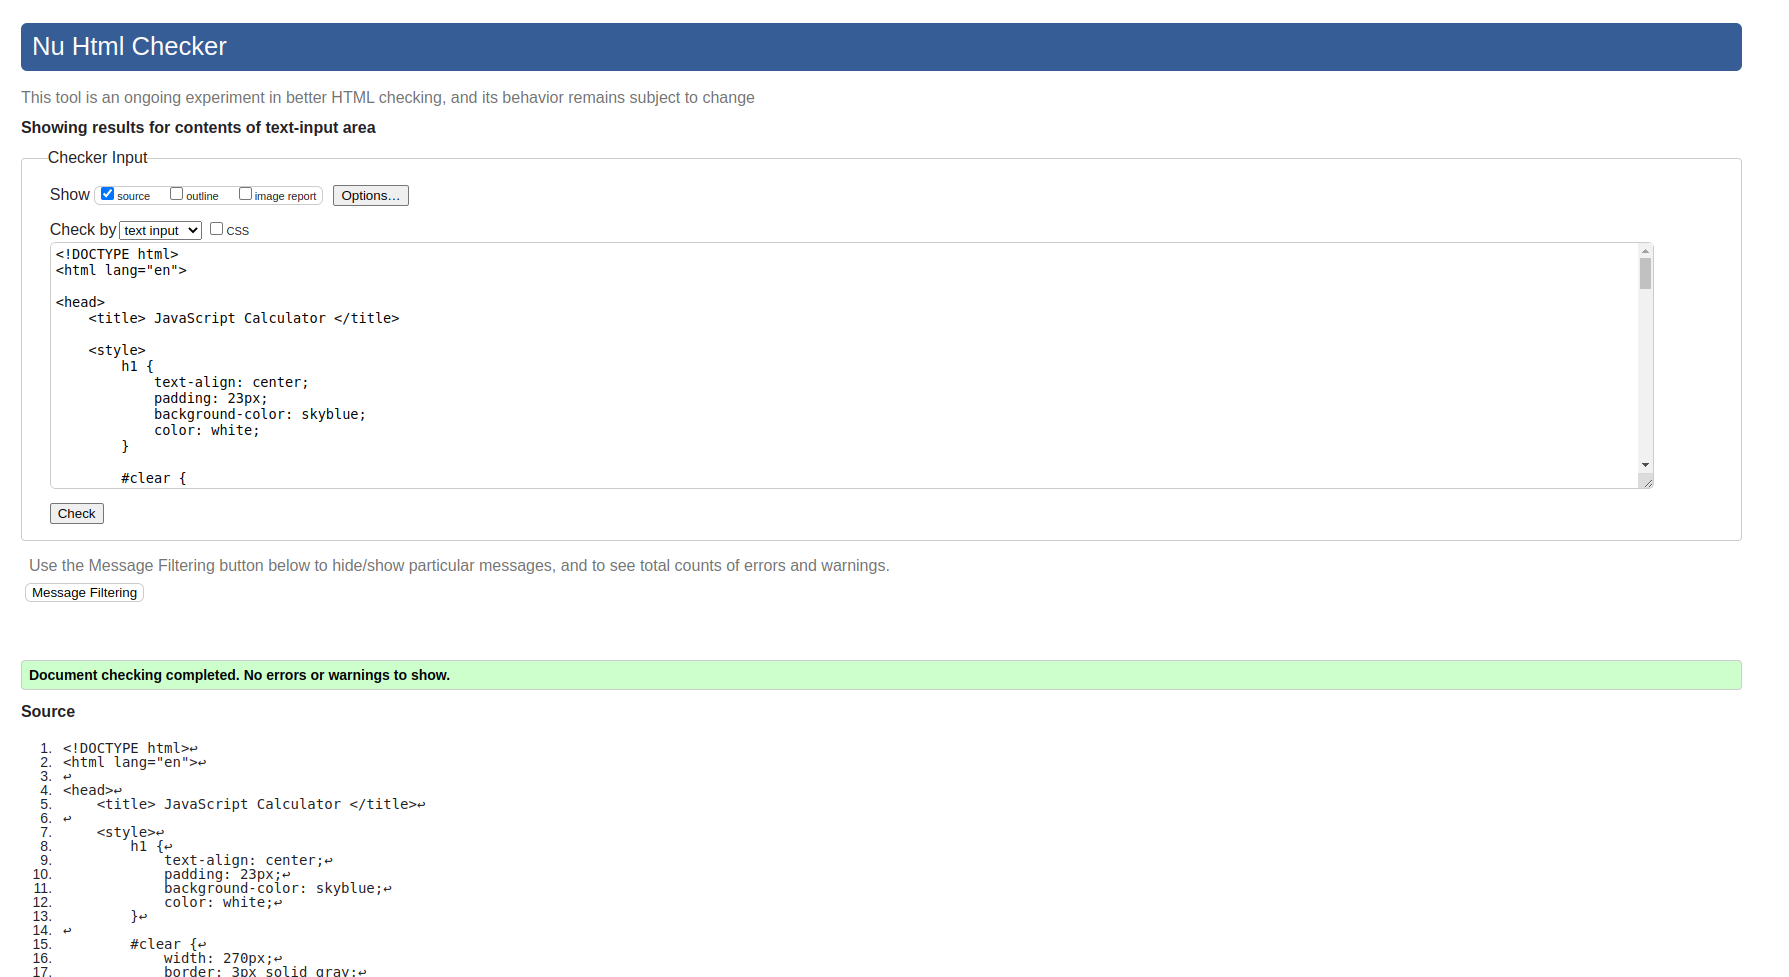 Nu Html Checker
This tool is an ongoing experiment in better HTML checking, and its behavior remains subject to change
Showing results for contents of text-input area
Checker Input
Show source outline image report Options...
Check by text input CSS
<!DOCTYPE html>
<html lang="en">
<head>
    <title> JavaScript Calculator </title>
    <style>
        h1 {
            text-align: center;
            padding: 23px;
            background-color: skyblue;
            color: white;
        }
        #clear {
Check
Use the Message Filtering button below to hide/show particular messages, and to see total counts of errors and warnings.
Message Filtering
Document checking completed. No errors or warnings to show.
Source
1. <!DOCTYPE html>↩
2. <html lang="en">↩
3. ↩
4. <head>↩
5.     <title> JavaScript Calculator </title>↩
6. ↩
7.     <style>↩
8.         h1 {↩
9.             text-align: center;↩
10.             padding: 23px;↩
11.             background-color: skyblue;↩
12.             color: white;↩
13.         }↩
14. ↩
15.         #clear {↩
16.             width: 270px;↩
17.             border: 3px solid gray;↩